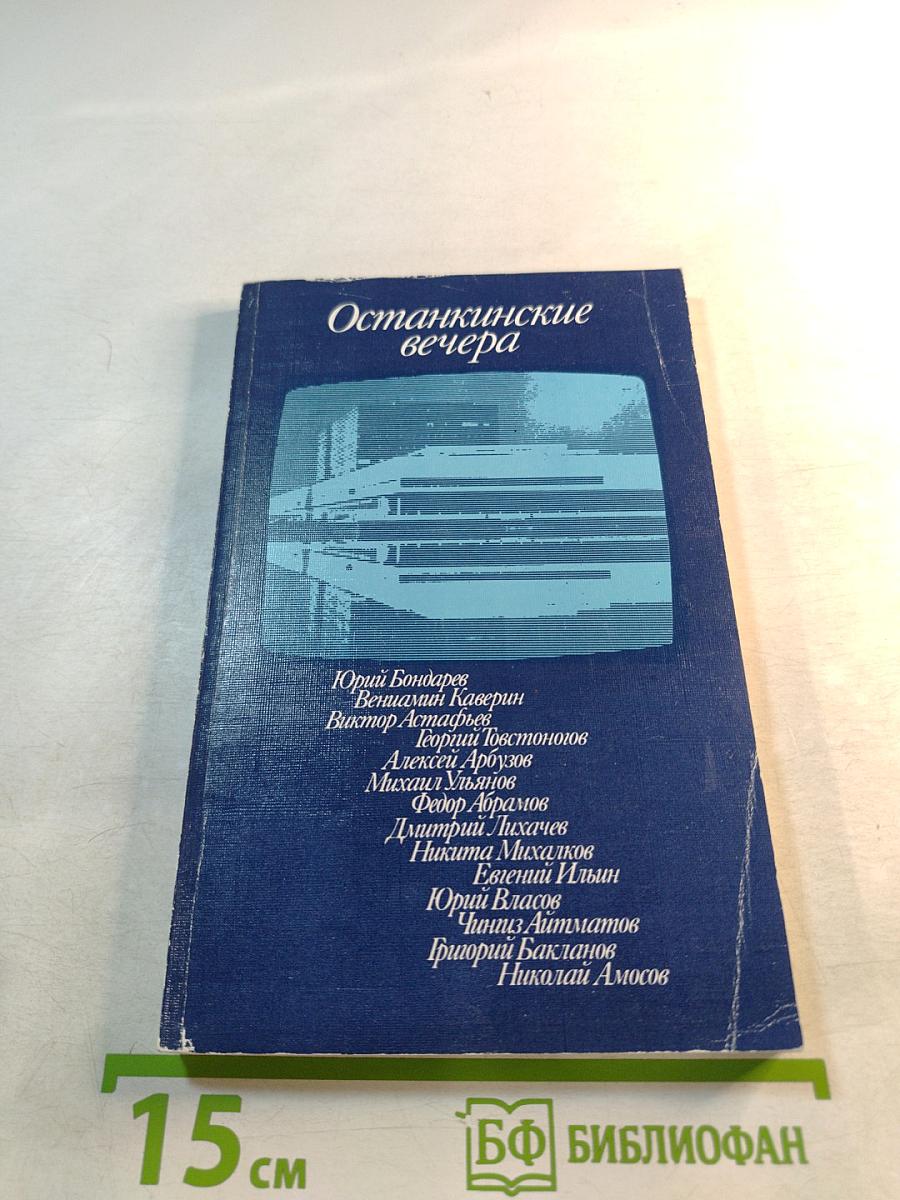 Останкинские
вечера
Юрий Бондарев
Вениамин Каверин
Виктор Астафьев
Георгий Товстоногов
Алексей Арбузов
Михаил Ульянов
Федор Абрамов
Дмитрий Лихачев
Никита Михалков
Евгений Ильин
Юрий Власов
Чингиз Айтматов
Григорий Бакланов
Николай Амосов
15 см
БФ БИБЛИОФАН